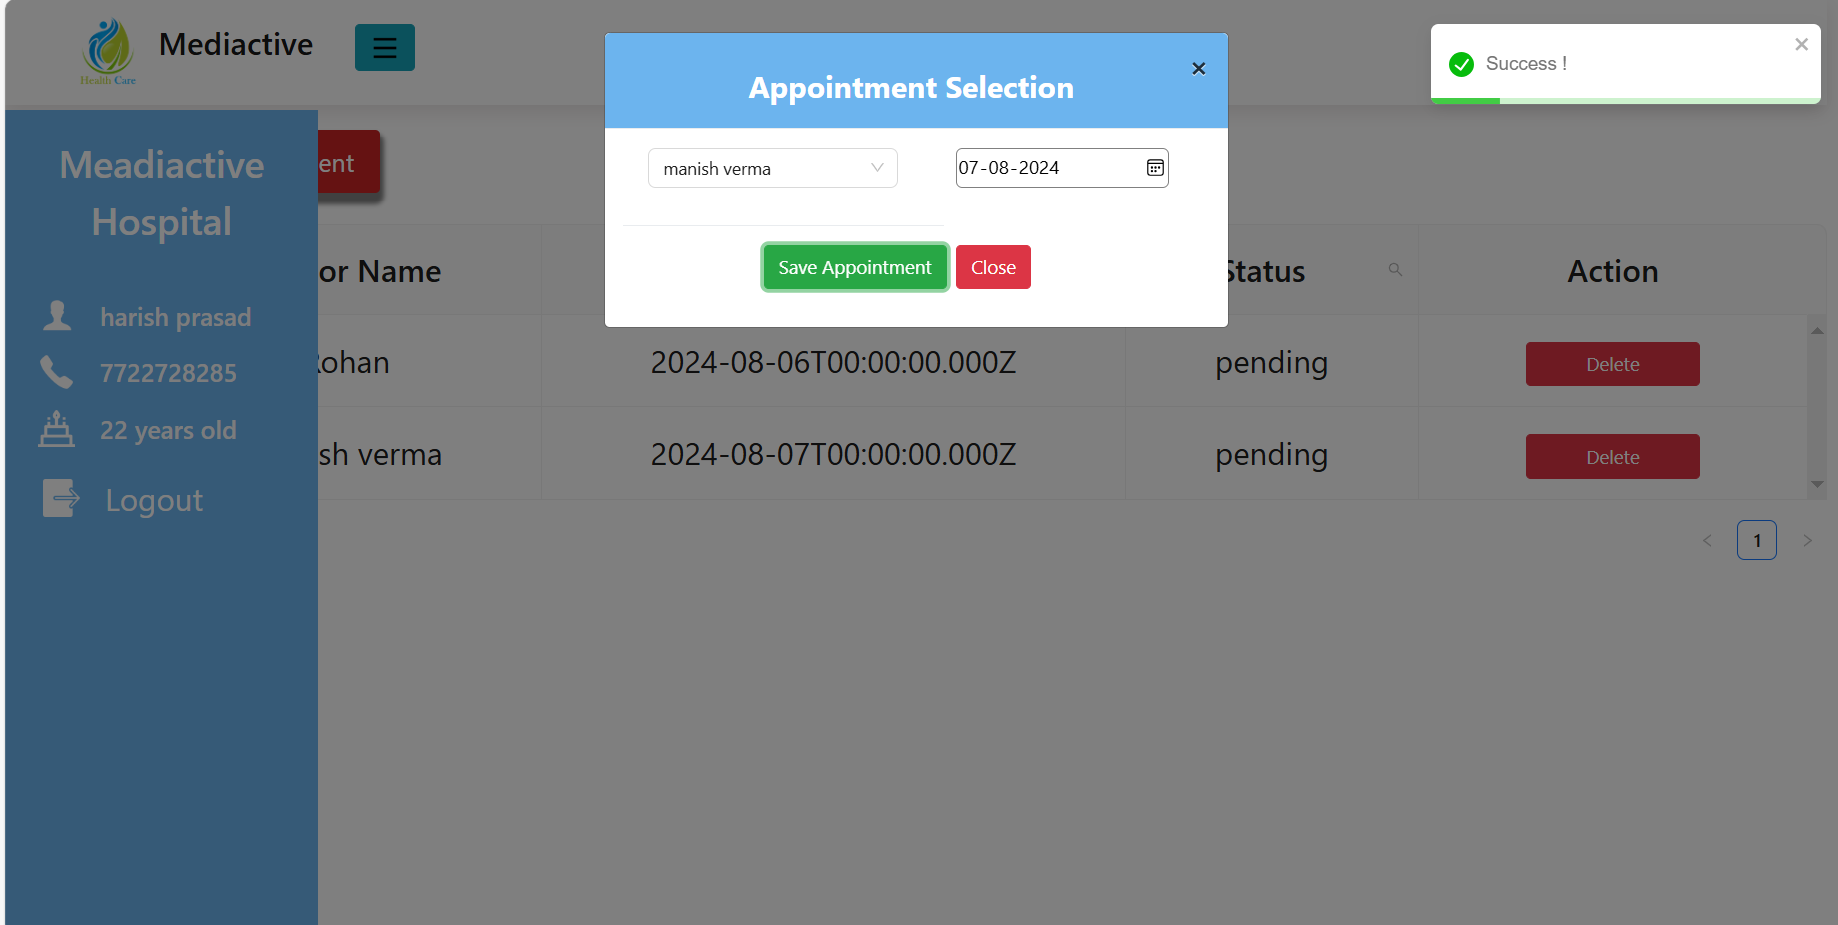 Health Care
Mediactive
Appointment Selection
Success !
manish verma
07-08-2024
Save Appointment
Close
Meadiactive
Hospital
harish prasad
7722728285
22 years old
Logout
ent
or Name
Status
Action
ohan
2024-08-06T00:00:00.000Z
pending
Delete
sh verma
2024-08-07T00:00:00.000Z
pending
Delete
1